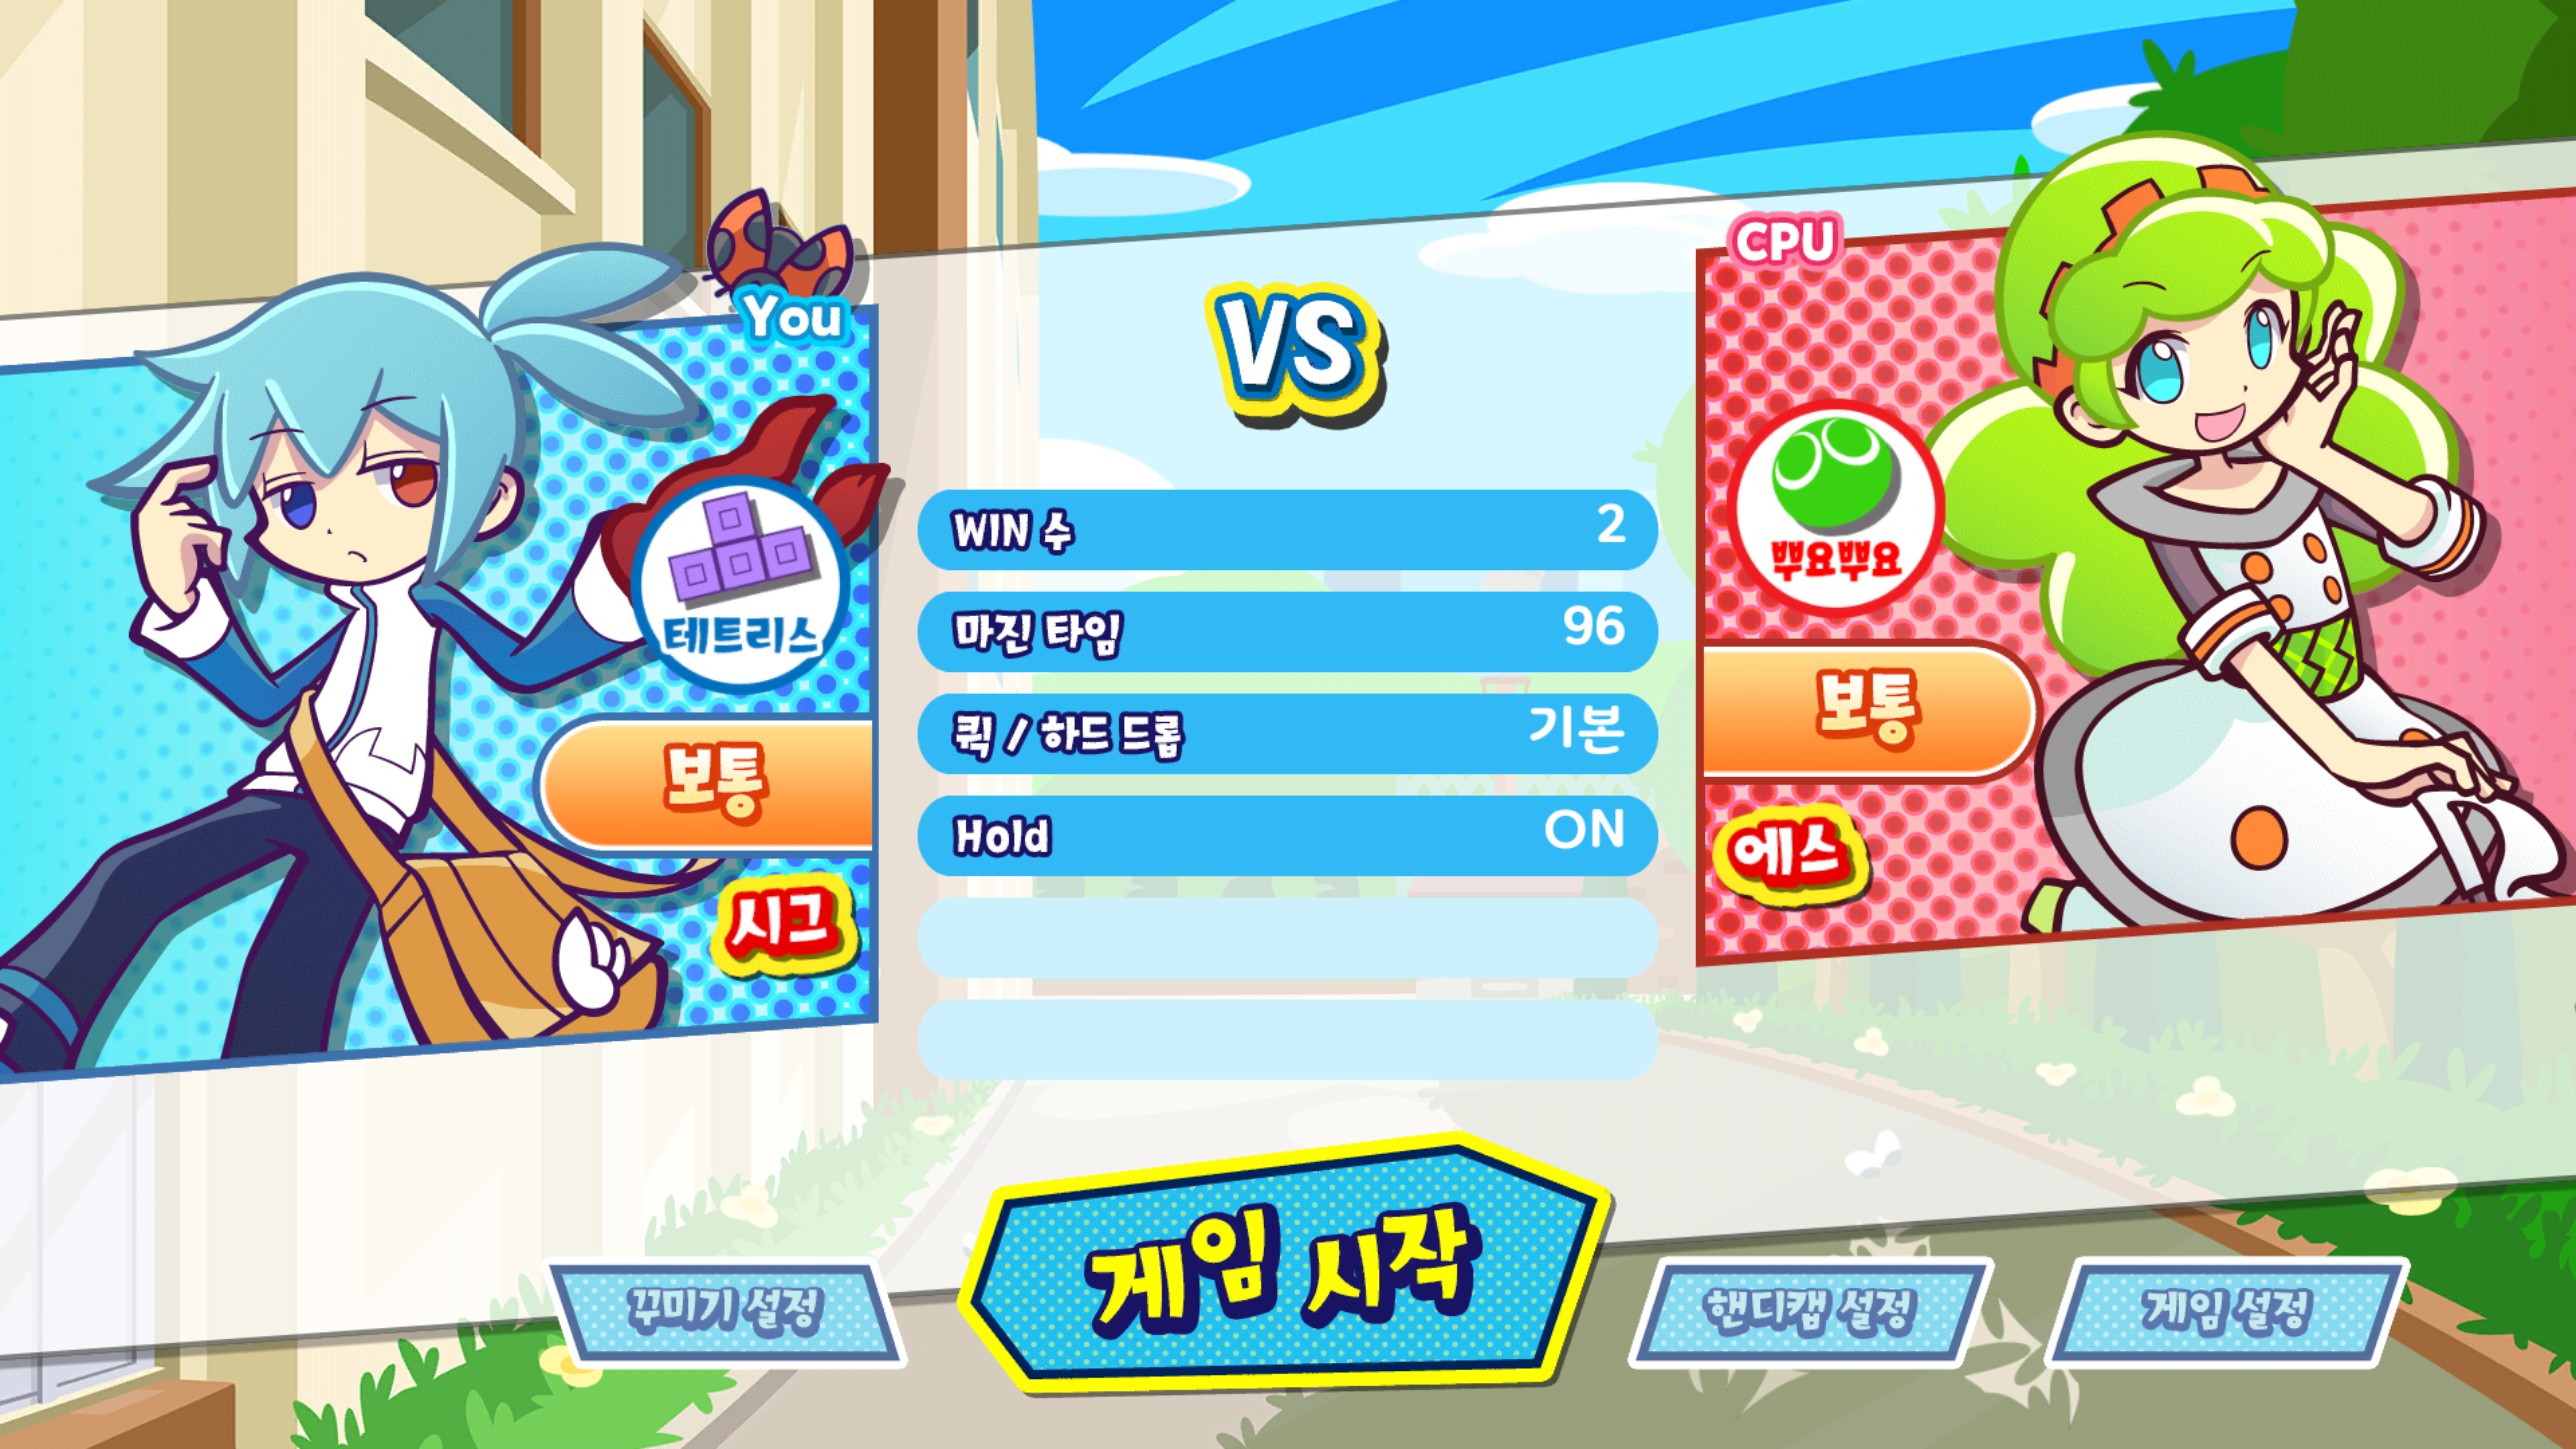 You
테트리스
보통
시그
VS
WIN 수 2
마진 타임 96
퀵 / 하드 드롭 기본
Hold ON
CPU
뿌요뿌요
보통
에스
꾸미기 설정
게임 시작
핸디캡 설정
게임 설정